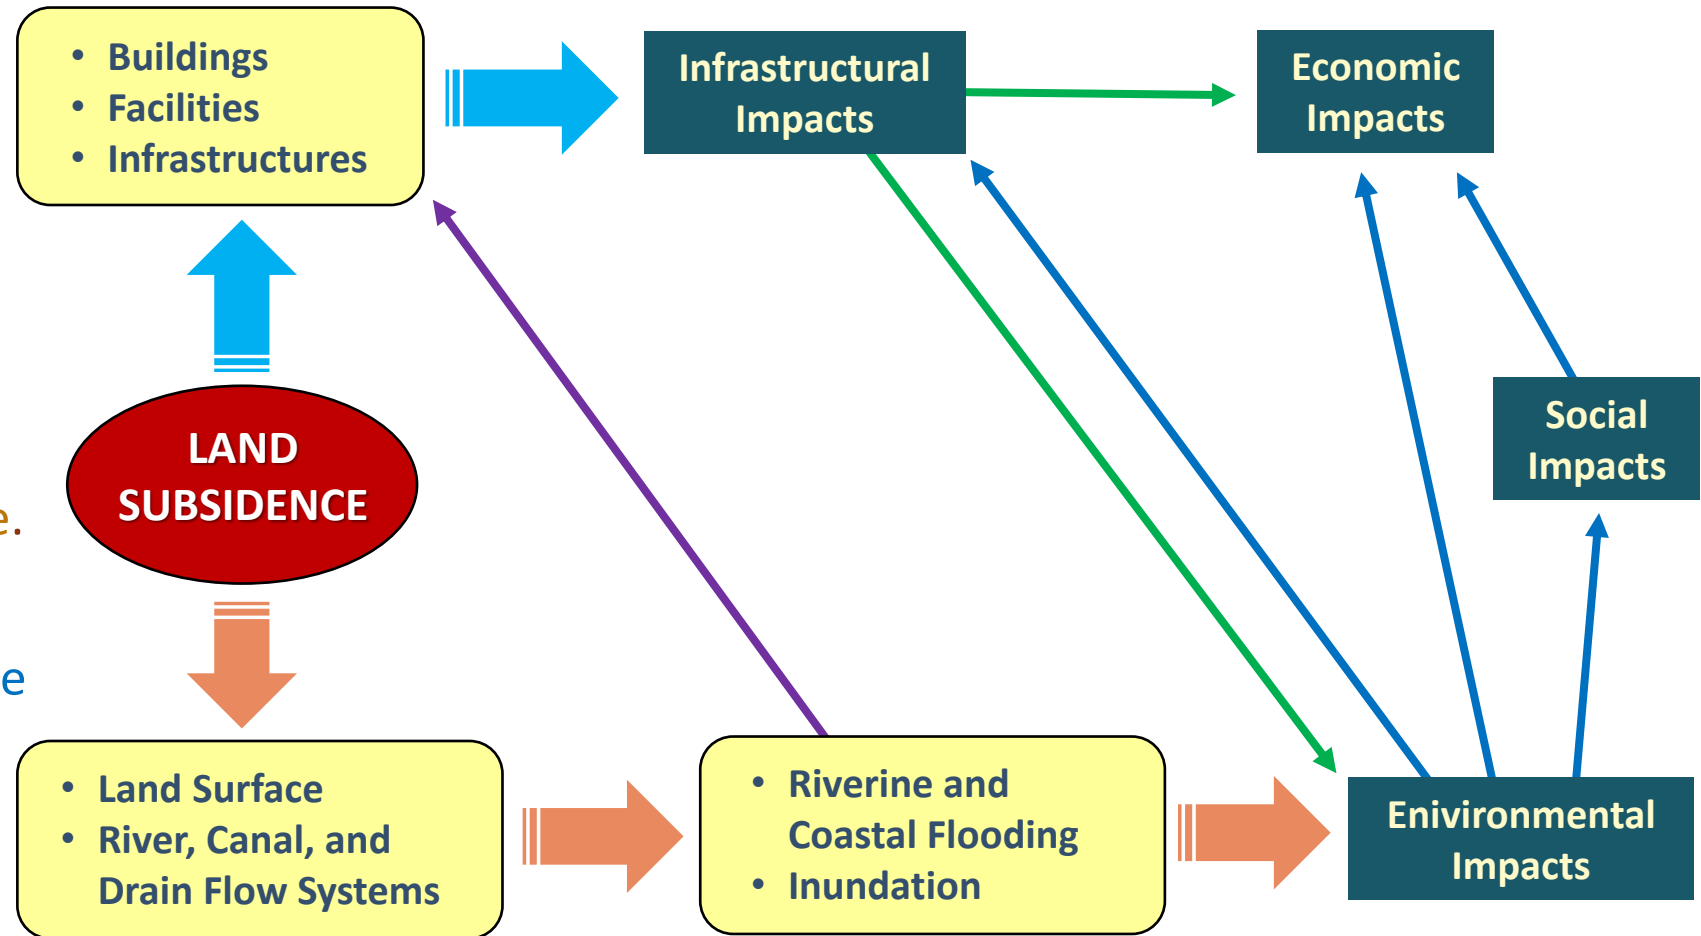 • Buildings
• Facilities
• Infrastructures
Infrastructural
Impacts
Economic
Impacts
LAND
SUBSIDENCE
Social
Impacts
e.
e
• Land Surface
• River, Canal, and
Drain Flow Systems
• Riverine and
Coastal Flooding
• Inundation
Enivironmental
Impacts